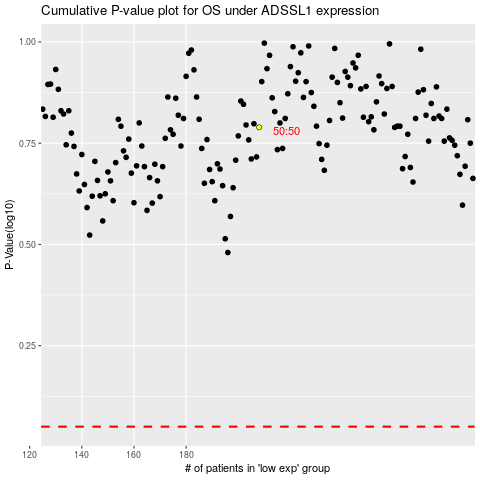 Cumulative P-value plot for OS under ADSSL1 expression
P-Value(log10)
1.00
0.75
0.50
0.25
50:50
120 140 160 180
# of patients in 'low exp' group